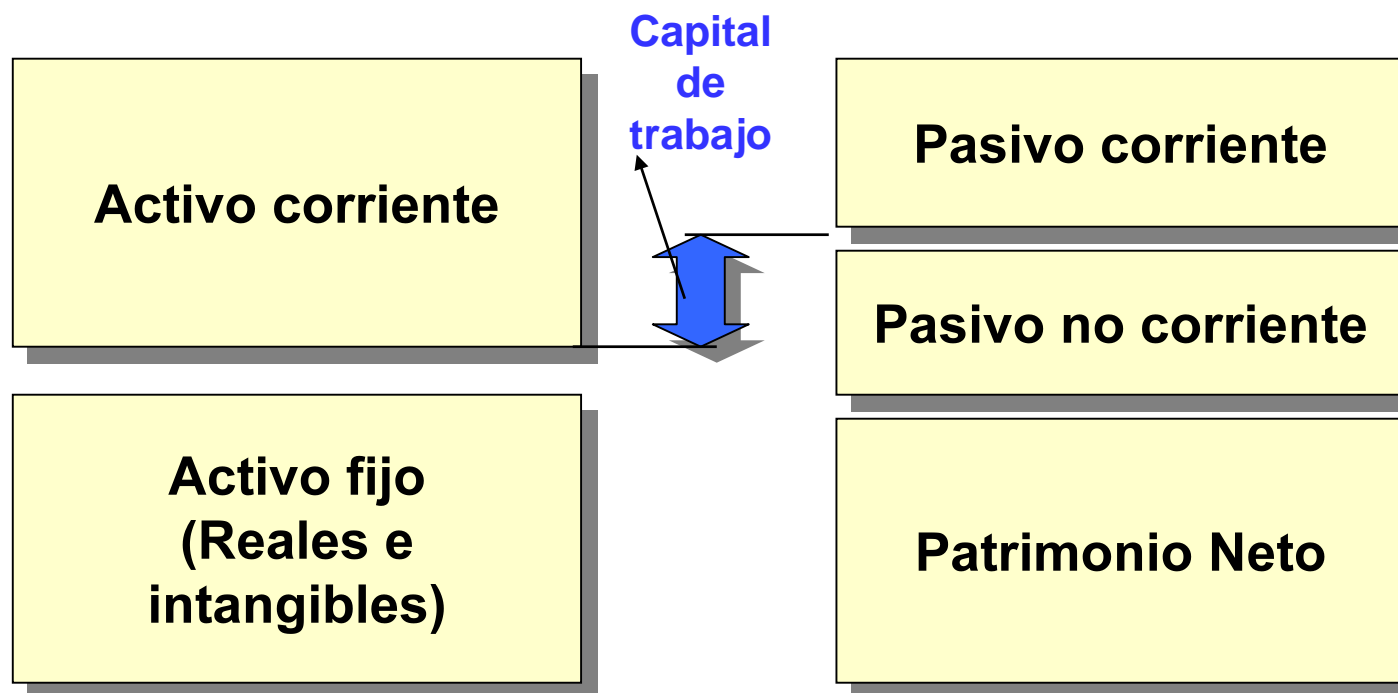 Capital
de
trabajo
Activo corriente
Pasivo corriente
Pasivo no corriente
Activo fijo
(Reales e
intangibles)
Patrimonio Neto